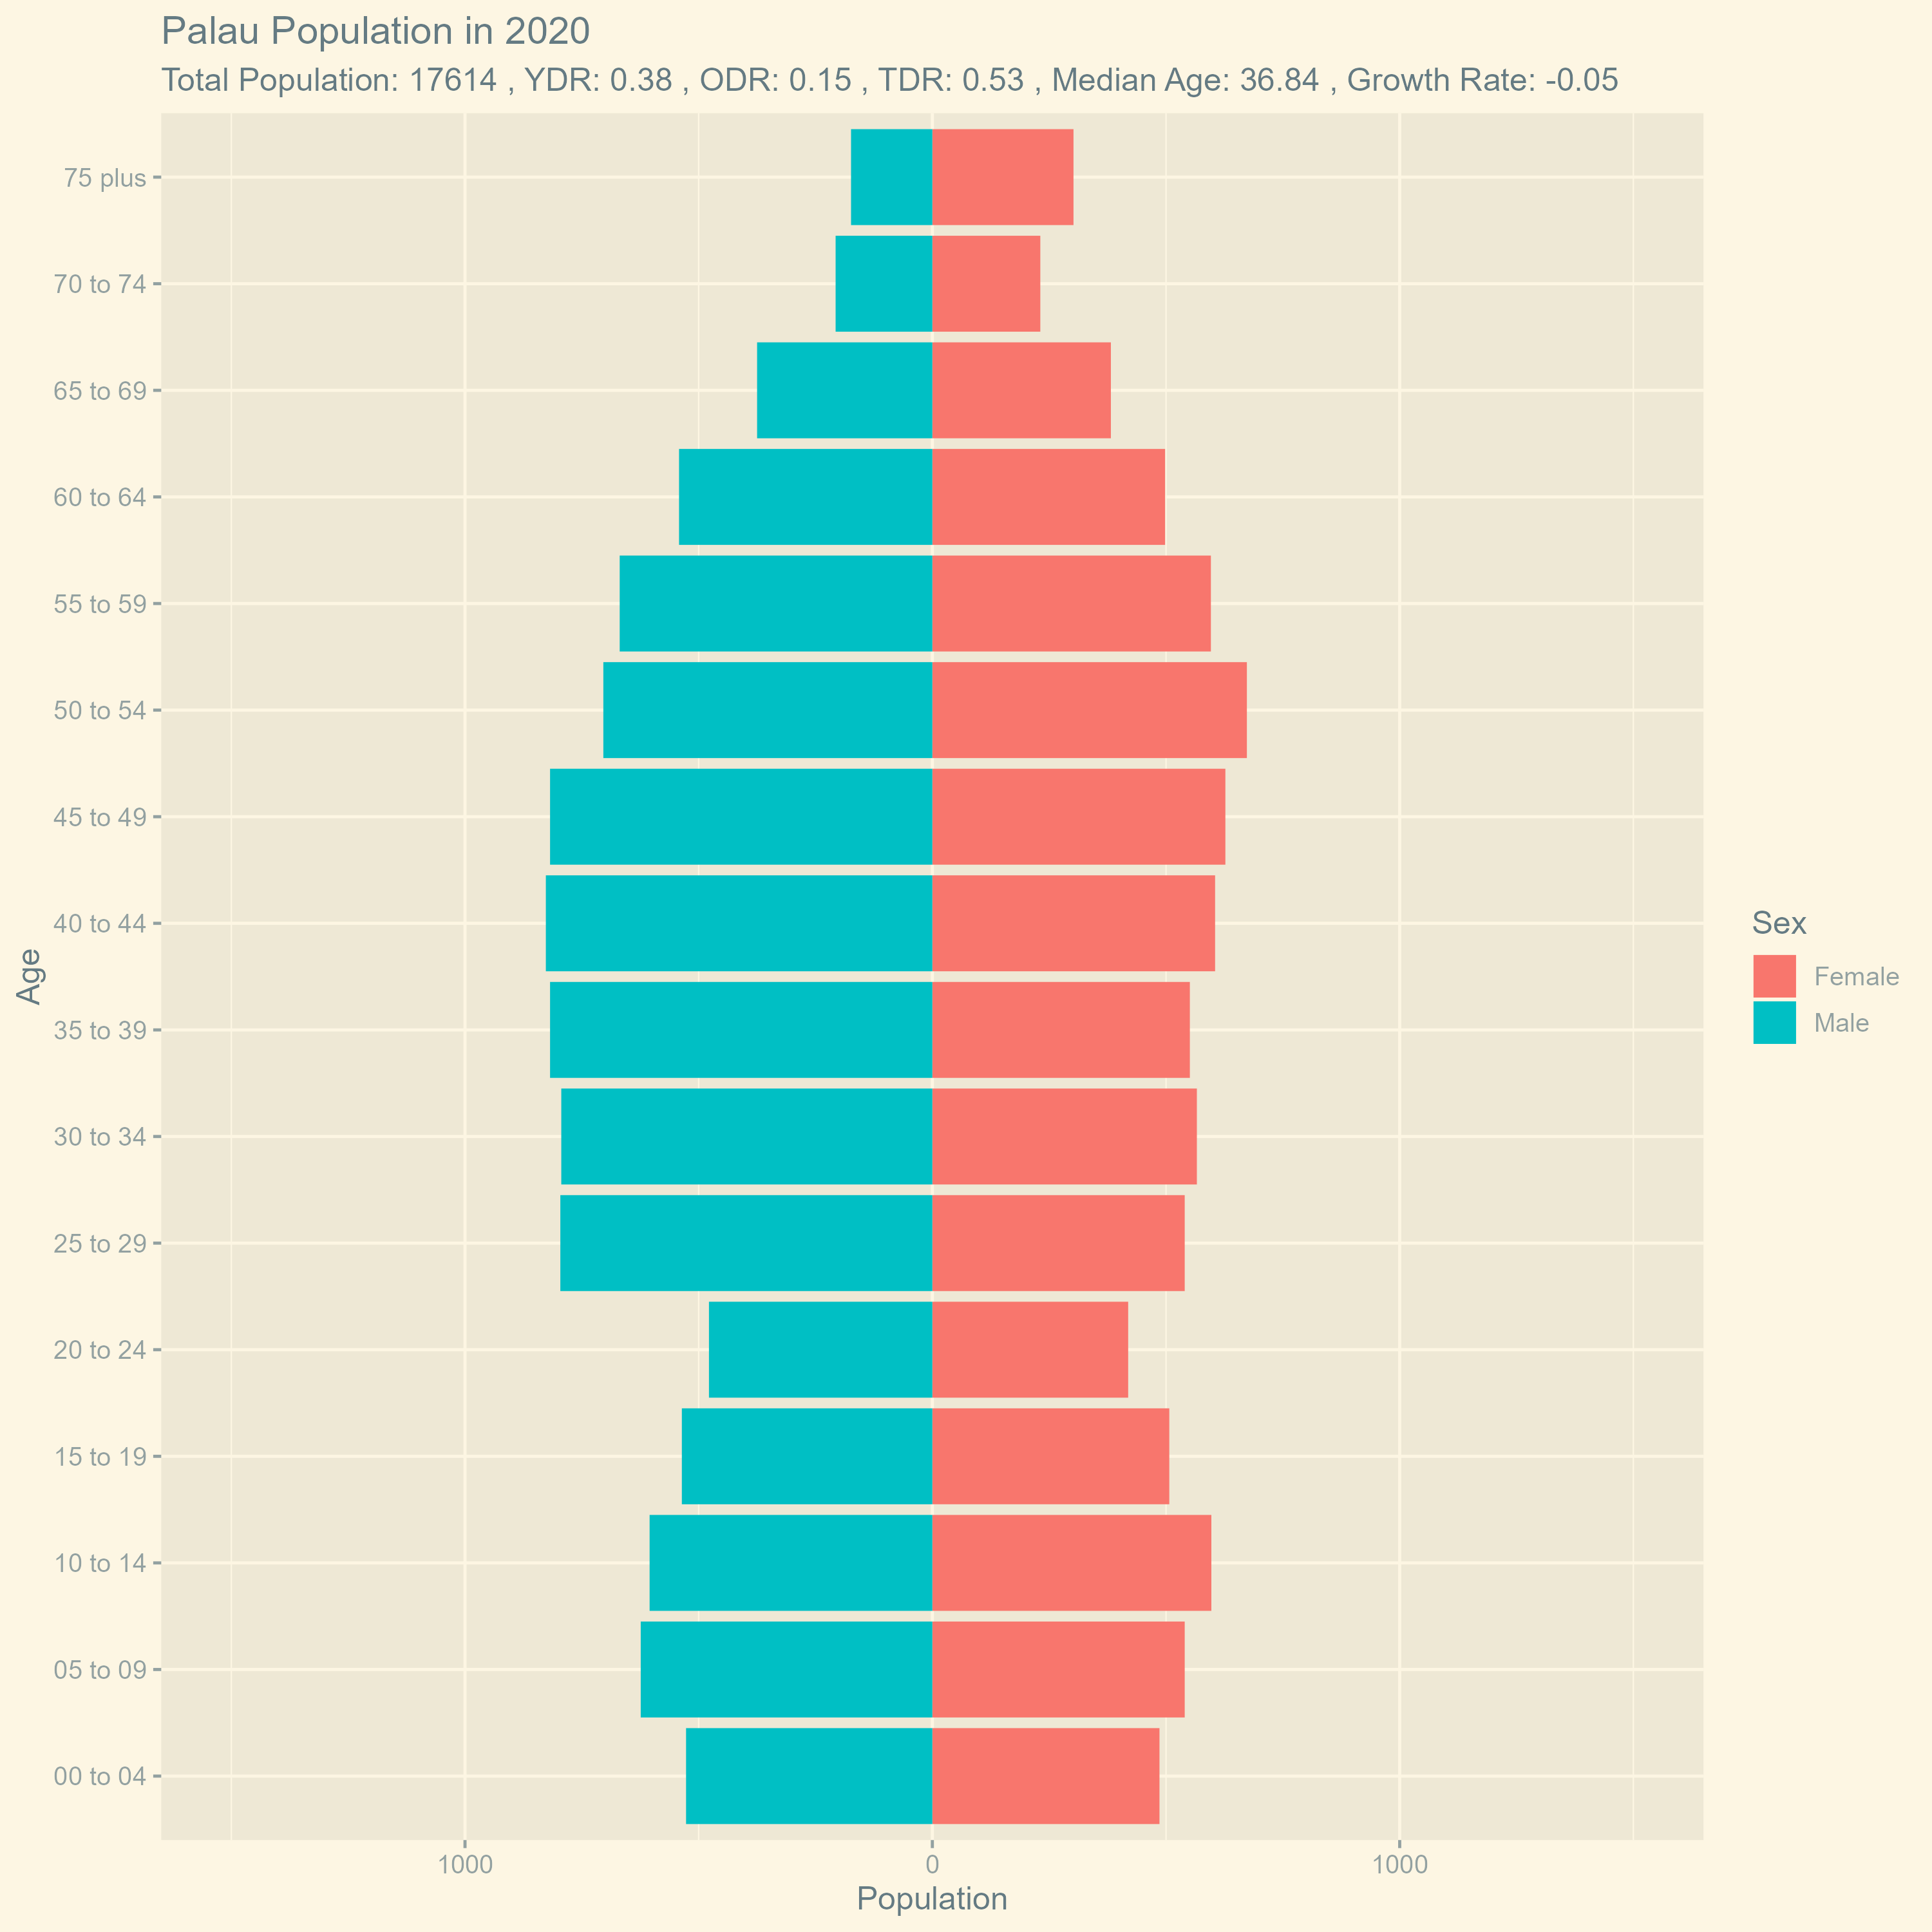 Palau Population in 2020
Total Population: 17614 , YDR: 0.38 , ODR: 0.15 , TDR: 0.53 , Median Age: 36.84 , Growth Rate: -0.05
75 plus
70 to 74
65 to 69
60 to 64
55 to 59
50 to 54
45 to 49
40 to 44
35 to 39
30 to 34
25 to 29
20 to 24
15 to 19
10 to 14
05 to 09
00 to 04
Age
1000
0
1000
Population
Sex
Female
Male